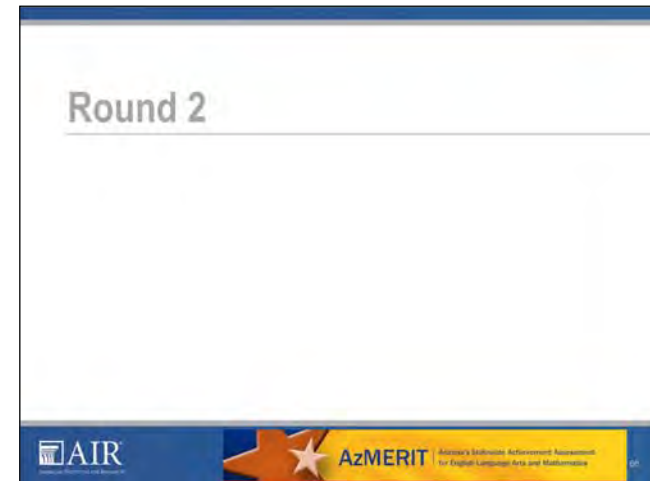 Round 2
AIR
AzMERIT
Arizona's Statewide Achievement Assessment
for English Language Arts and Mathematics